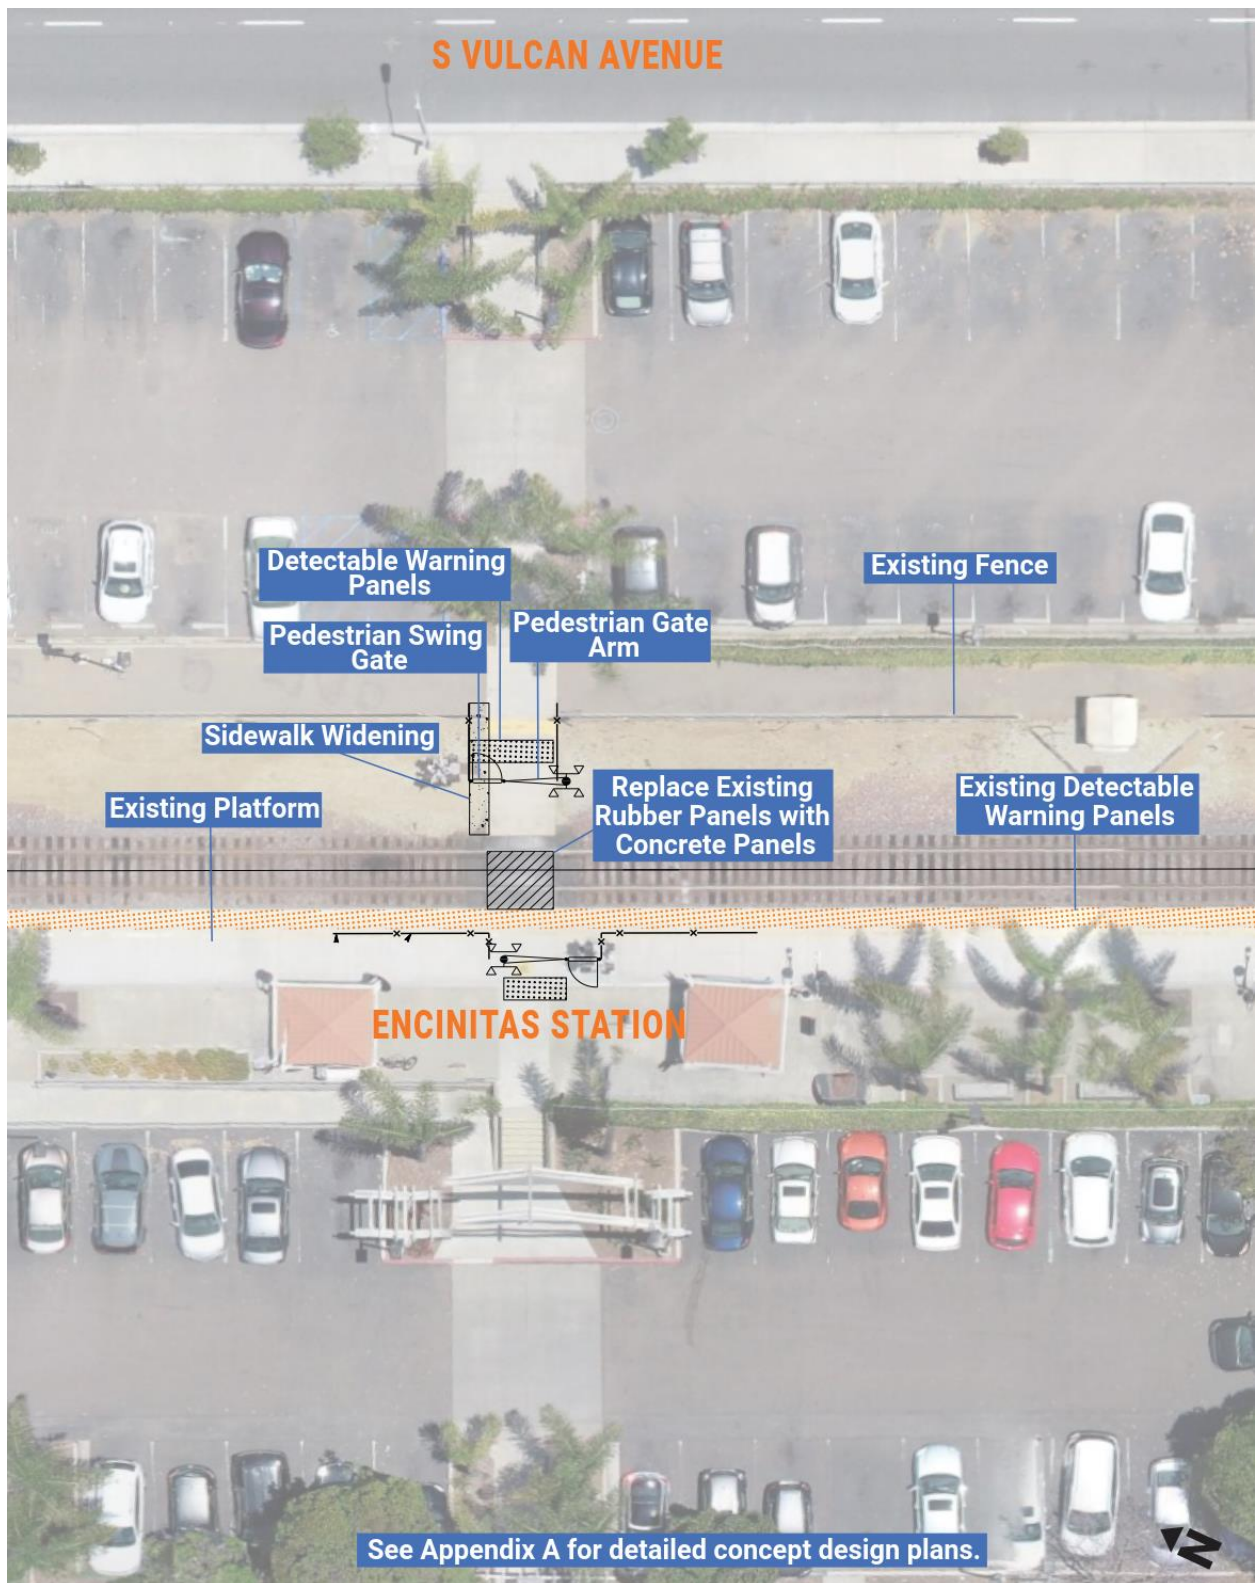 S VULCAN AVENUE
Detectable Warning
Panels
Existing Fence
Pedestrian Swing
Gate
Pedestrian Gate
Arm
Sidewalk Widening
Existing Platform
Replace Existing
Rubber Panels with
Concrete Panels
Existing Detectable
Warning Panels
ENCINITAS STATION
See Appendix A for detailed concept design plans.
N